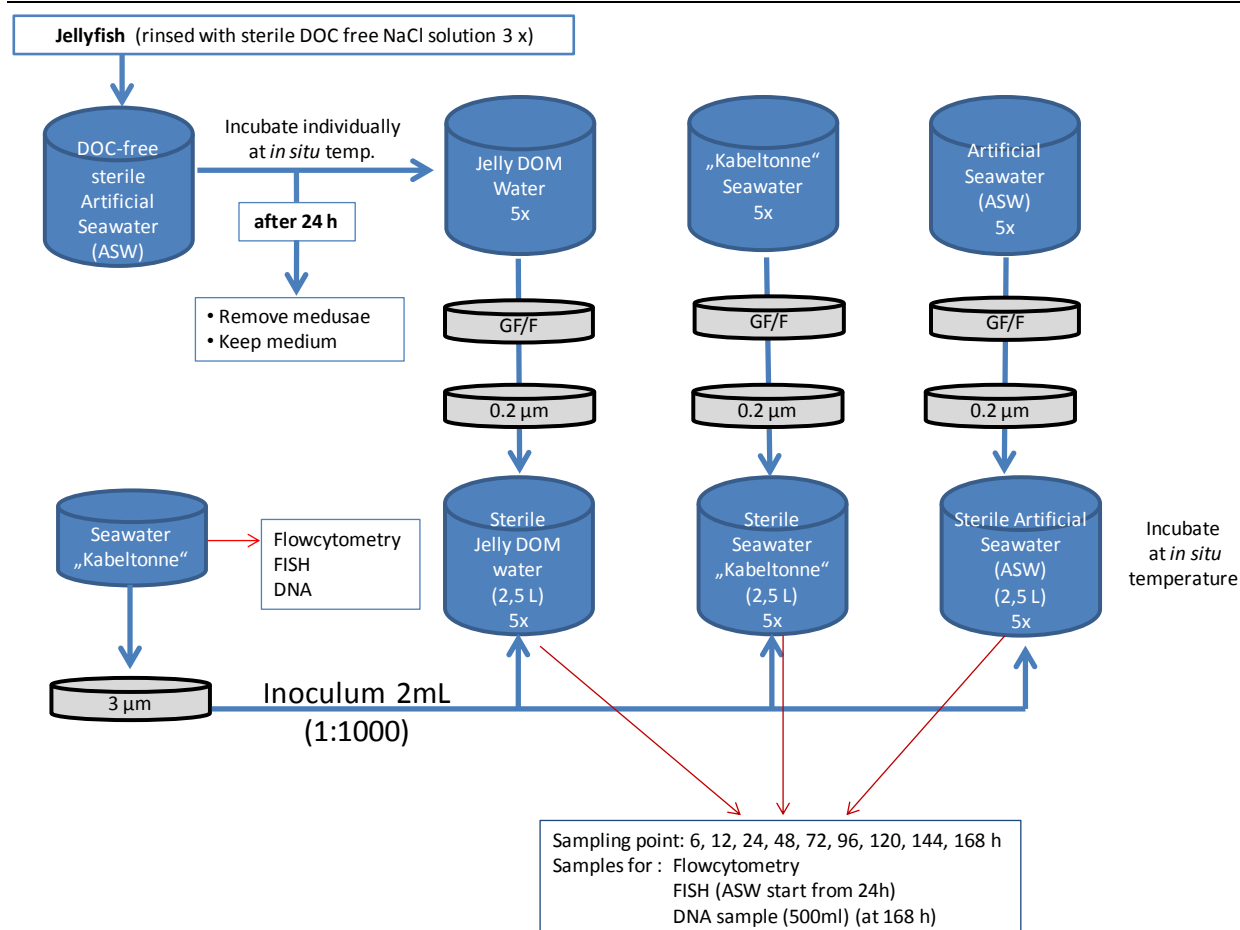 Jellyfish (rinsed with sterile DOC free NaCl solution 3 x)
DOC-free
sterile
Artificial
Seawater
(ASW)
Incubate individually
at in situ temp.
after 24 h
• Remove medusae
• Keep medium
Jelly DOM
Water
5x
„Kabeltonne“
Seawater
5x
Artificial
Seawater
(ASW)
5x
GF/F
GF/F
GF/F
0.2 µm
0.2 µm
0.2 µm
Seawater
„Kabeltonne“
Flowcytometry
FISH
DNA
Sterile
Jelly DOM
water
(2,5 L)
5x
Sterile
Seawater
„Kabeltonne“
(2,5 L)
5x
Sterile Artificial
Seawater
(ASW)
(2,5 L)
5x
Incubate
at in situ
temperature
3 µm
Inoculum 2mL
(1:1000)
Sampling point: 6, 12, 24, 48, 72, 96, 120, 144, 168 h
Samples for : Flowcytometry
FISH (ASW start from 24h)
DNA sample (500ml) (at 168 h)